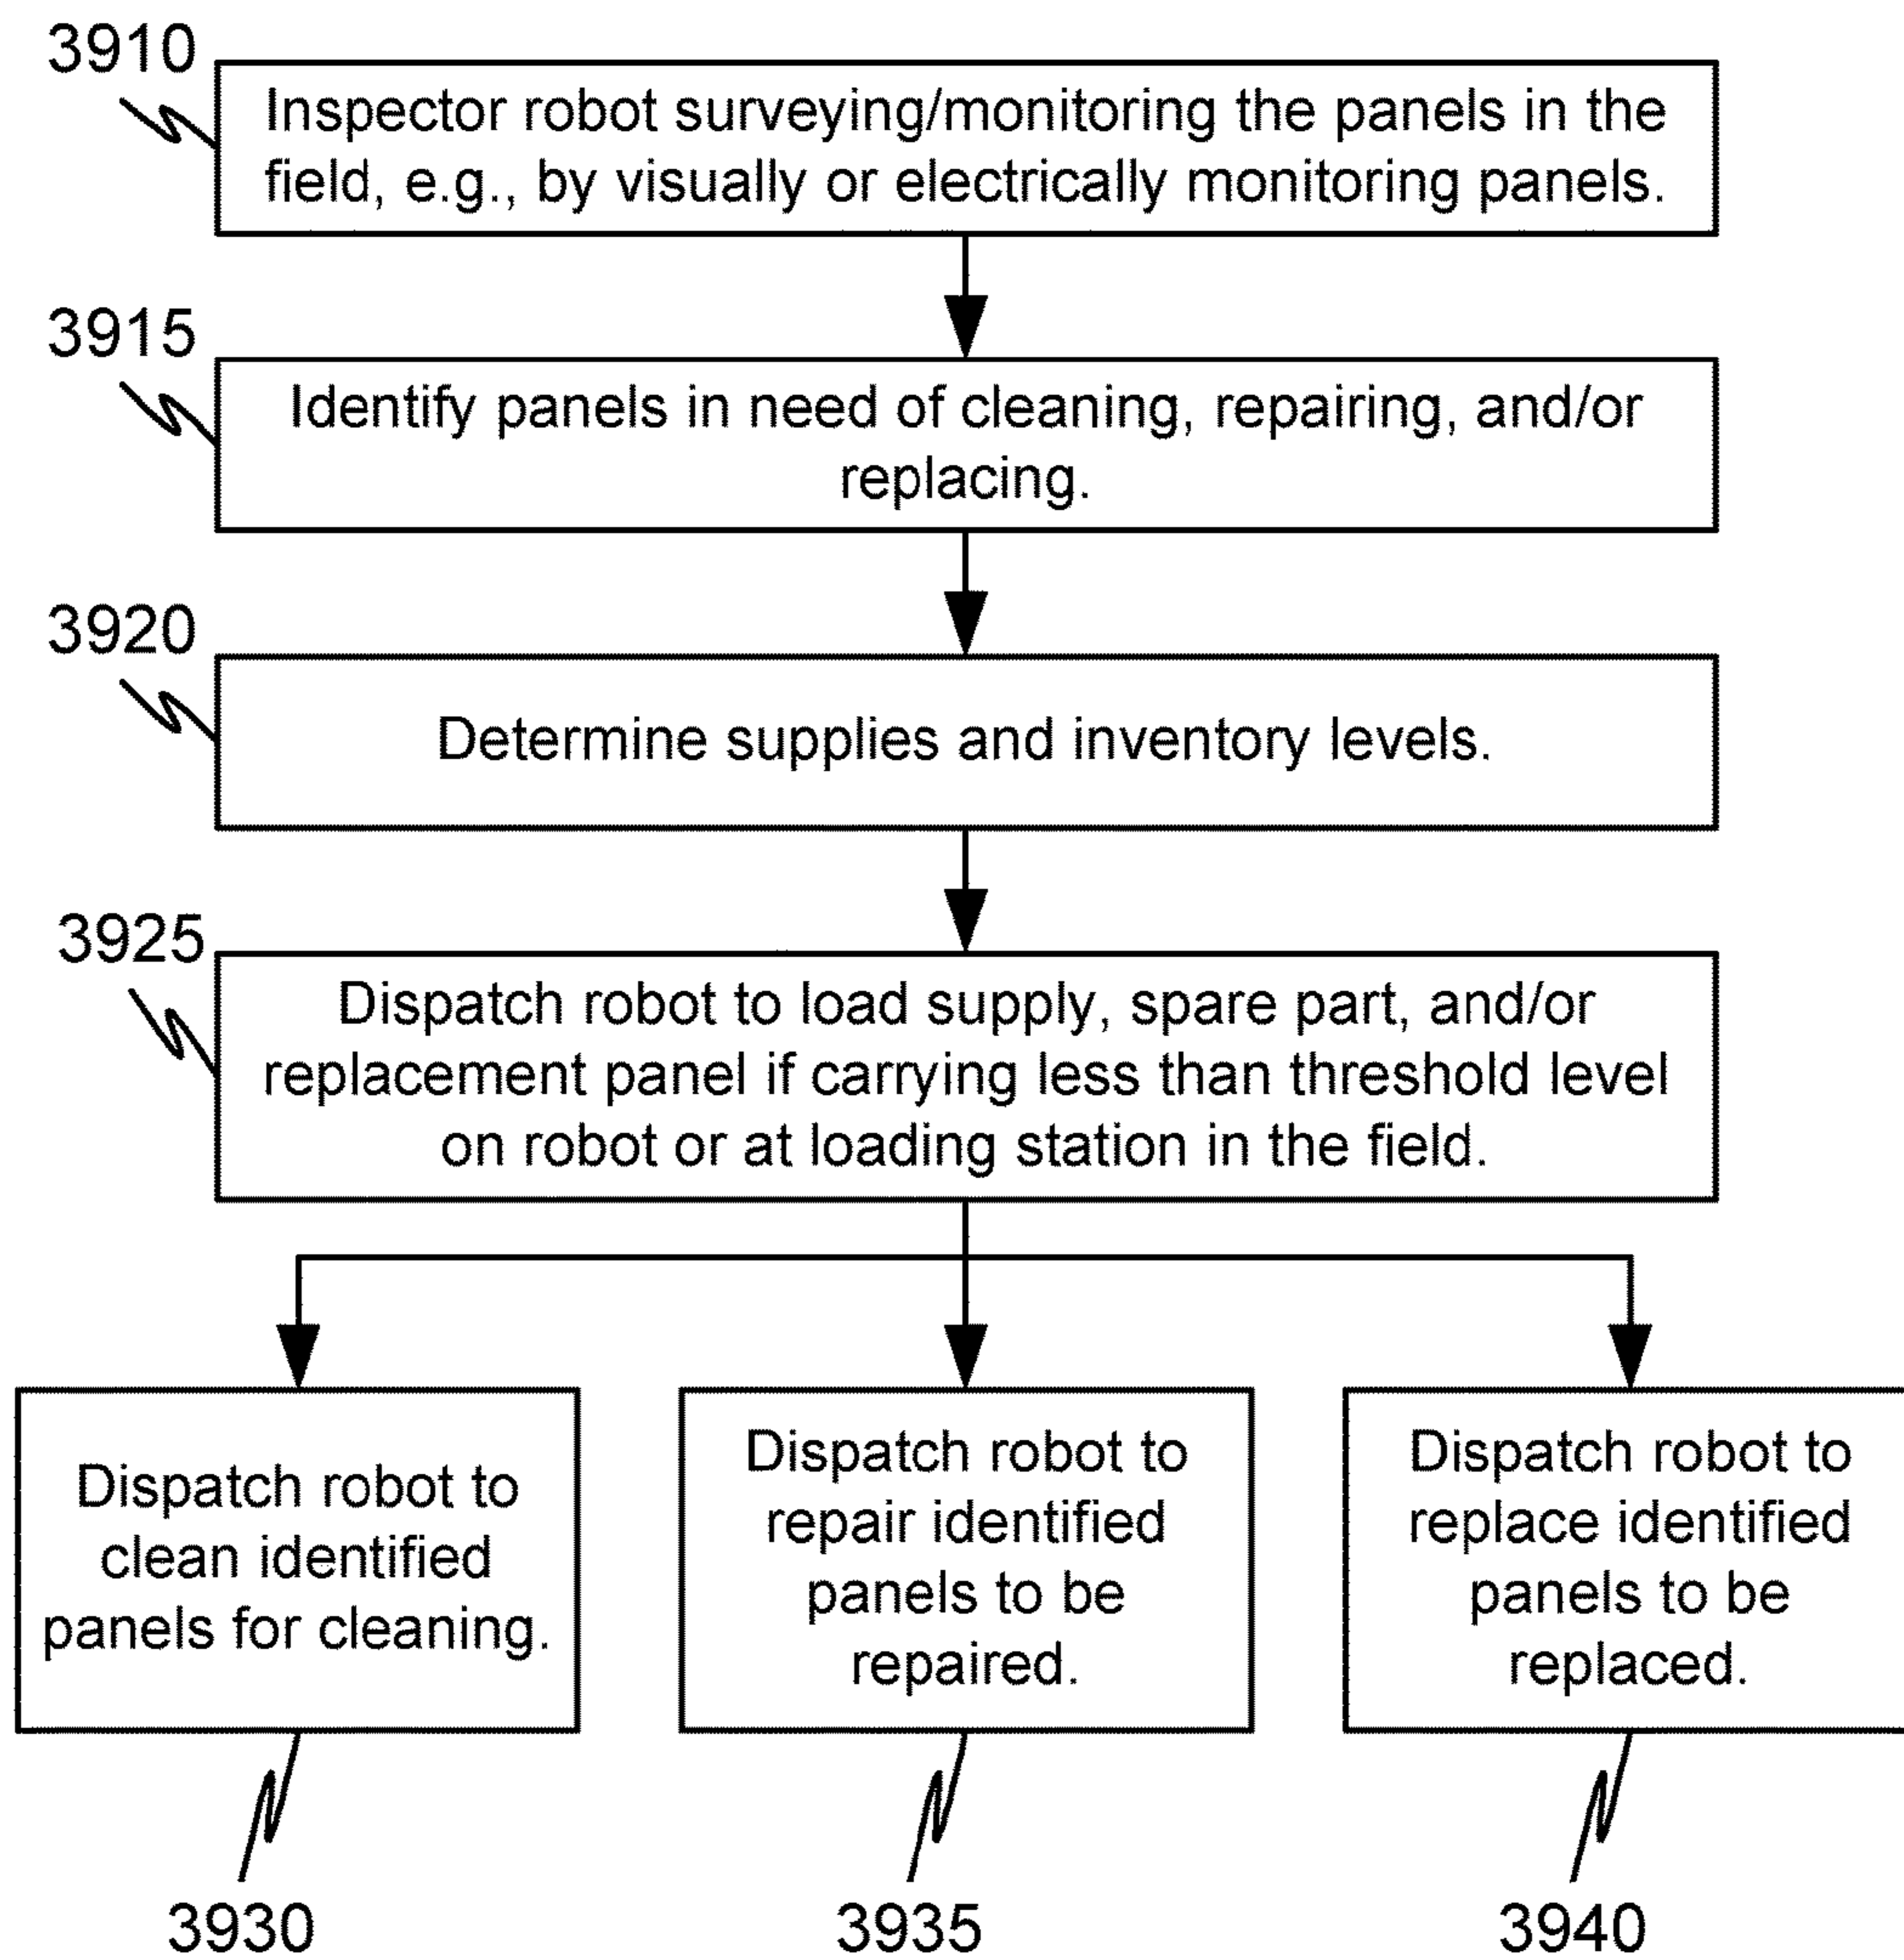 3910
Inspector robot surveying/monitoring the panels in the
field, e.g., by visually or electrically monitoring panels.
3915
Identify panels in need of cleaning, repairing, and/or
replacing.
3920
Determine supplies and inventory levels.
3925
Dispatch robot to load supply, spare part, and/or
replacement panel if carrying less than threshold level
on robot or at loading station in the field.
Dispatch robot to
clean identified
panels for cleaning.
3930
Dispatch robot to
repair identified
panels to be
repaired.
3935
Dispatch robot to
replace identified
panels to be
replaced.
3940